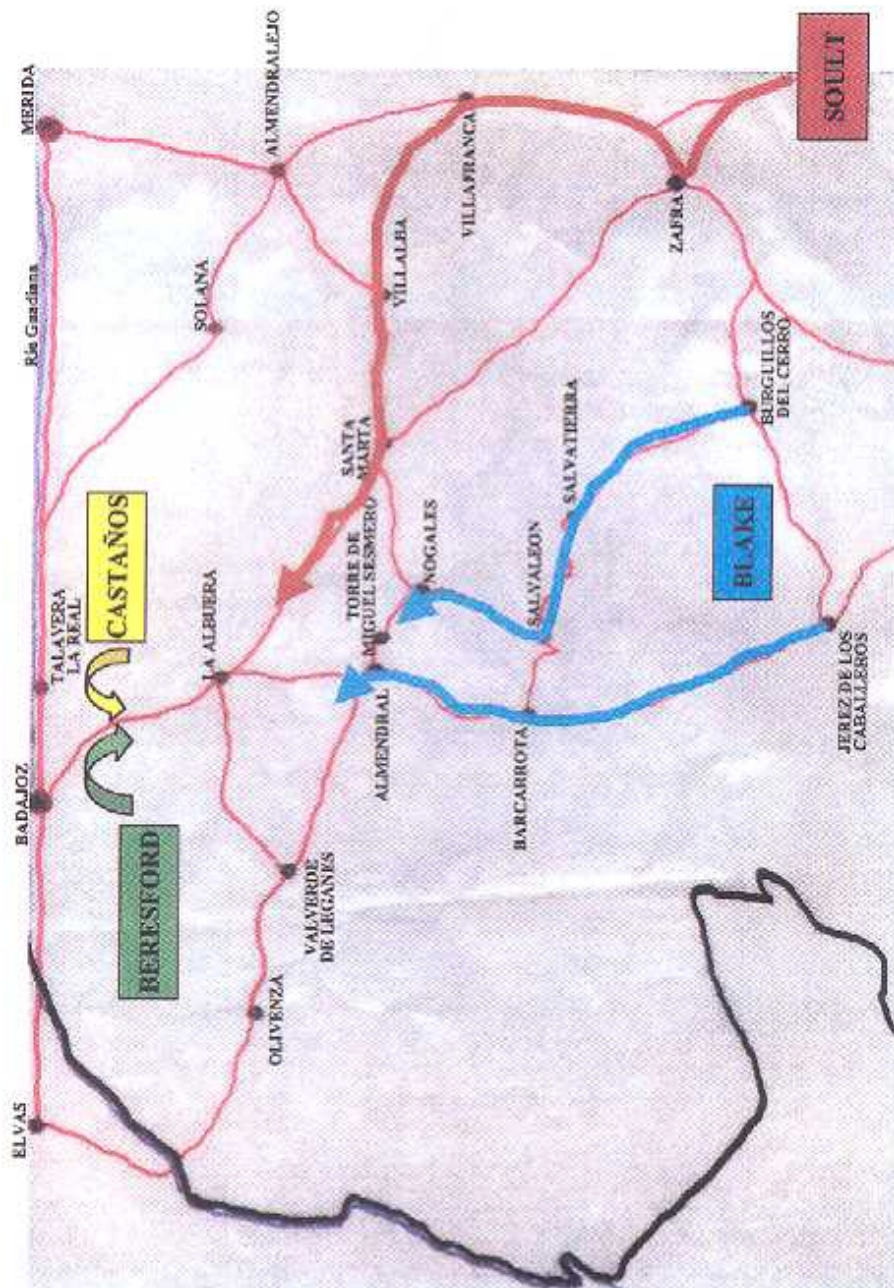 ELVAS
BADAJOZ
TALAVERA
LA REAL
Rio Guadiana
MERIDA
BERESFORD
CASTAÑOS
LA ALBUERA
SOLANA
ALMENDRALEJO
OLIVENZA
VALVERDE
DE LEGANES
ALMENDRAL
TORRE DE
MIGUEL SESMERO
SANTA
MARTA
VILLALBA
NOGALES
VILLAFRANCA
BARCARROTA
SALVALEON
SALVATIERRA
ZAFRA
BLAKE
BURGUILLOS
DEL CERRO
JEREZ DE LOS
CABALLEROS
SOULT